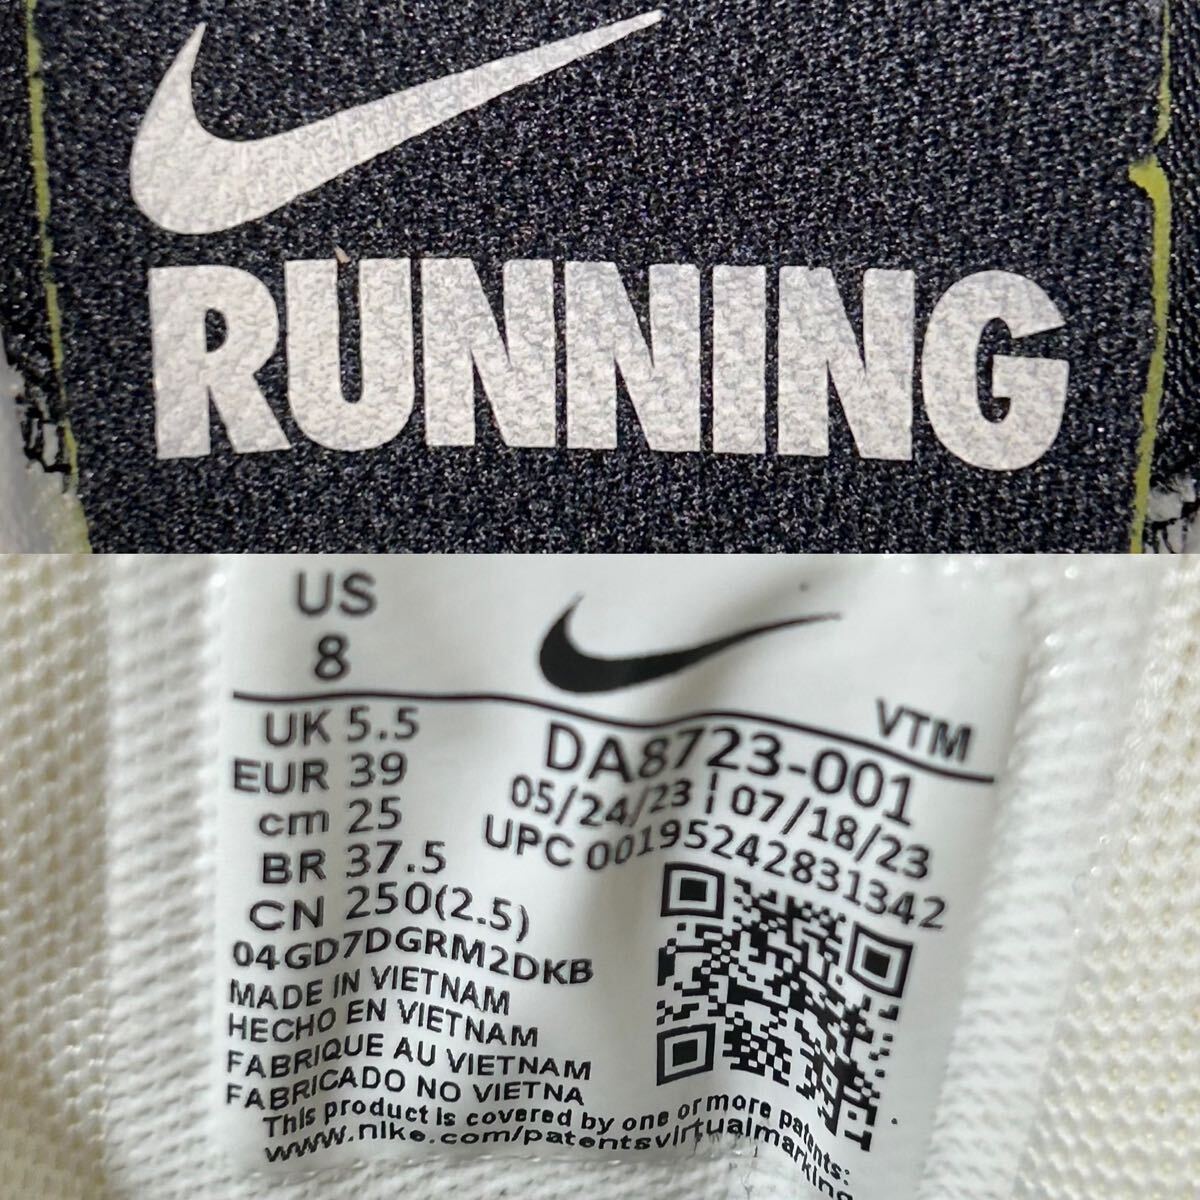 RUNNING
US
8
VTM
UK 5.5
EUR 39
cm 25
BR 37.5
CN 250(2.5)
DA8723-001
05/24/23 | 07/18/23
UPC 00195242831342
04GD7DGRM2DKB
MADE IN VIETNAM
HECHO EN VIETNAM
FABRIQUE AU VIETNAM
FABRICADO NO VIETNA
This product is covered by one or more patents:
www.nike.com/patentsvirtualmarking